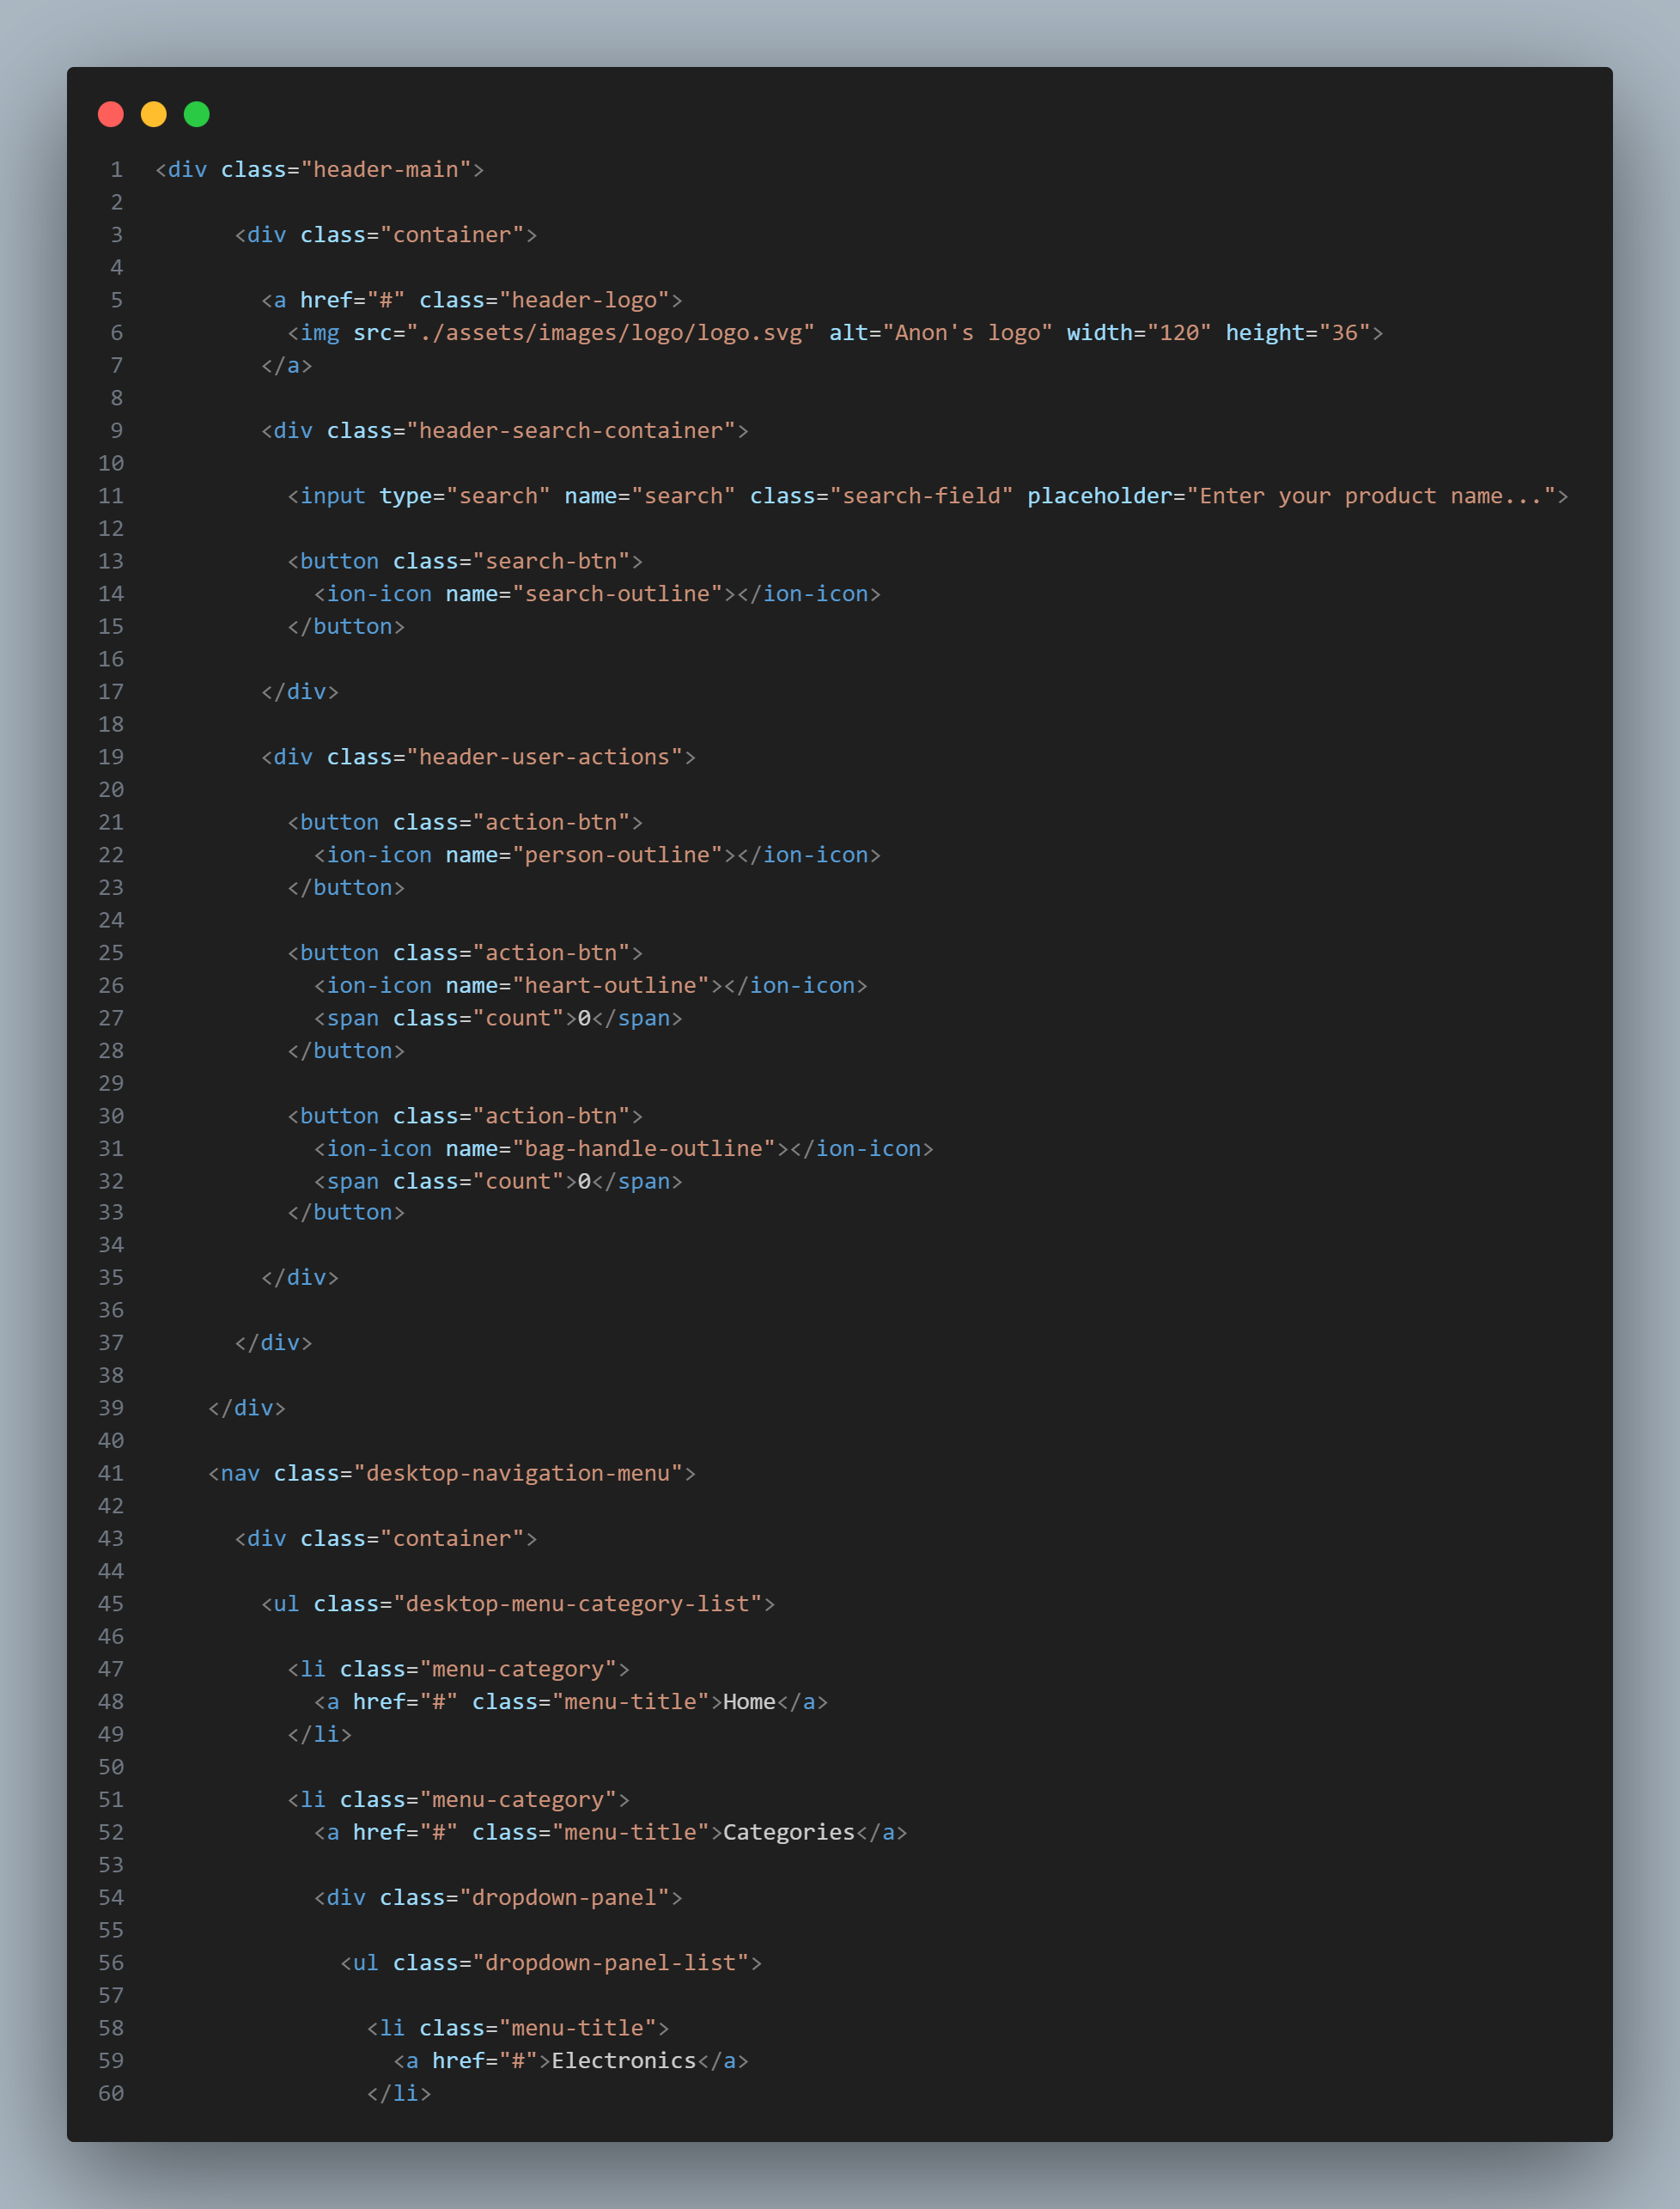 1 <div class="header-main">
2
3 <div class="container">
4
5 <a href="#" class="header-logo">
6 <img src="./assets/images/logo/logo.svg" alt="Anon's logo" width="120" height="36">
7 </a>
8
9 <div class="header-search-container">
10
11 <input type="search" name="search" class="search-field" placeholder="Enter your product name...">
12
13 <button class="search-btn">
14 <ion-icon name="search-outline"></ion-icon>
15 </button>
16
17 </div>
18
19 <div class="header-user-actions">
20
21 <button class="action-btn">
22 <ion-icon name="person-outline"></ion-icon>
23 </button>
24
25 <button class="action-btn">
26 <ion-icon name="heart-outline"></ion-icon>
27 <span class="count">0</span>
28 </button>
29
30 <button class="action-btn">
31 <ion-icon name="bag-handle-outline"></ion-icon>
32 <span class="count">0</span>
33 </button>
34
35 </div>
36
37 </div>
38
39 </div>
40
41 <nav class="desktop-navigation-menu">
42
43 <div class="container">
44
45 <ul class="desktop-menu-category-list">
46
47 <li class="menu-category">
48 <a href="#" class="menu-title">Home</a>
49 </li>
50
51 <li class="menu-category">
52 <a href="#" class="menu-title">Categories</a>
53
54 <div class="dropdown-panel">
55
56 <ul class="dropdown-panel-list">
57
58 <li class="menu-title">
59 <a href="#">Electronics</a>
60 </li>